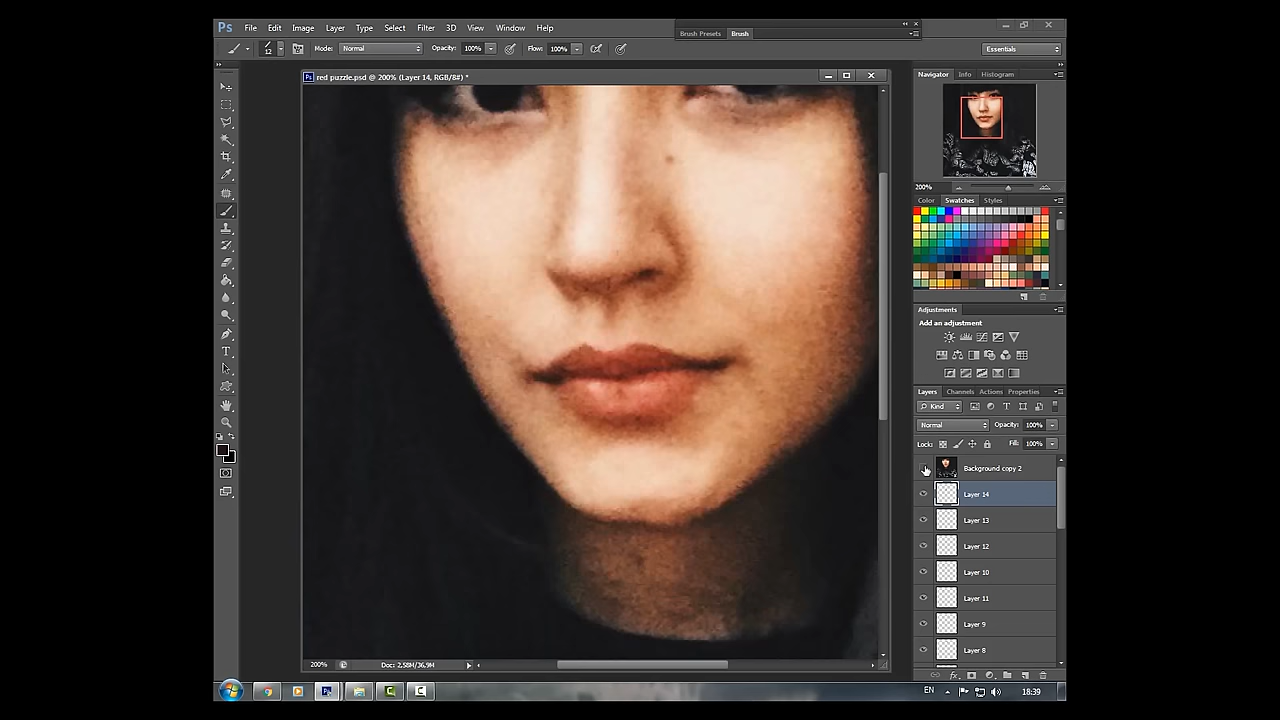 Ps File Edit Image Layer Type Select Filter 3D View Window Help
Brush Presets Brush
Mode: Normal Opacity: 100% Flow: 100% Essentials
Ps red puzzle.psd @ 200% (Layer 14, RGB/8#) *
Navigator Info Histogram
200%
Color Swatches Styles
Adjustments
Add an adjustment
Layers Channels Actions Properties
Kind
Normal Opacity: 100%
Lock: Fill: 100%
Background copy 2
Layer 14
Layer 13
Layer 12
Layer 10
Layer 11
Layer 9
Layer 8
200% Doc: 2,58M/36,9M
EN 18:39